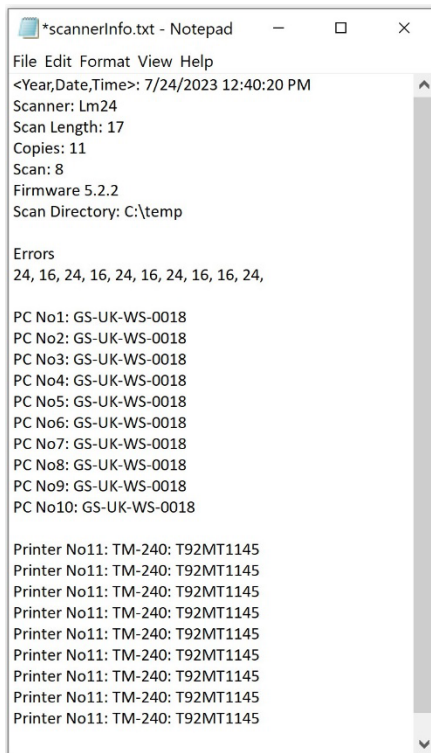 *scannerInfo.txt - Notepad
File Edit Format View Help
<Year,Date,Time>: 7/24/2023 12:40:20 PM
Scanner: Lm24
Scan Length: 17
Copies: 11
Scan: 8
Firmware 5.2.2
Scan Directory: C:\temp
Errors
24, 16, 24, 16, 24, 16, 24, 16, 16, 24,
PC No1: GS-UK-WS-0018
PC No2: GS-UK-WS-0018
PC No3: GS-UK-WS-0018
PC No4: GS-UK-WS-0018
PC No5: GS-UK-WS-0018
PC No6: GS-UK-WS-0018
PC No7: GS-UK-WS-0018
PC No8: GS-UK-WS-0018
PC No9: GS-UK-WS-0018
PC No10: GS-UK-WS-0018
Printer No11: TM-240: T92MT1145
Printer No11: TM-240: T92MT1145
Printer No11: TM-240: T92MT1145
Printer No11: TM-240: T92MT1145
Printer No11: TM-240: T92MT1145
Printer No11: TM-240: T92MT1145
Printer No11: TM-240: T92MT1145
Printer No11: TM-240: T92MT1145
Printer No11: TM-240: T92MT1145